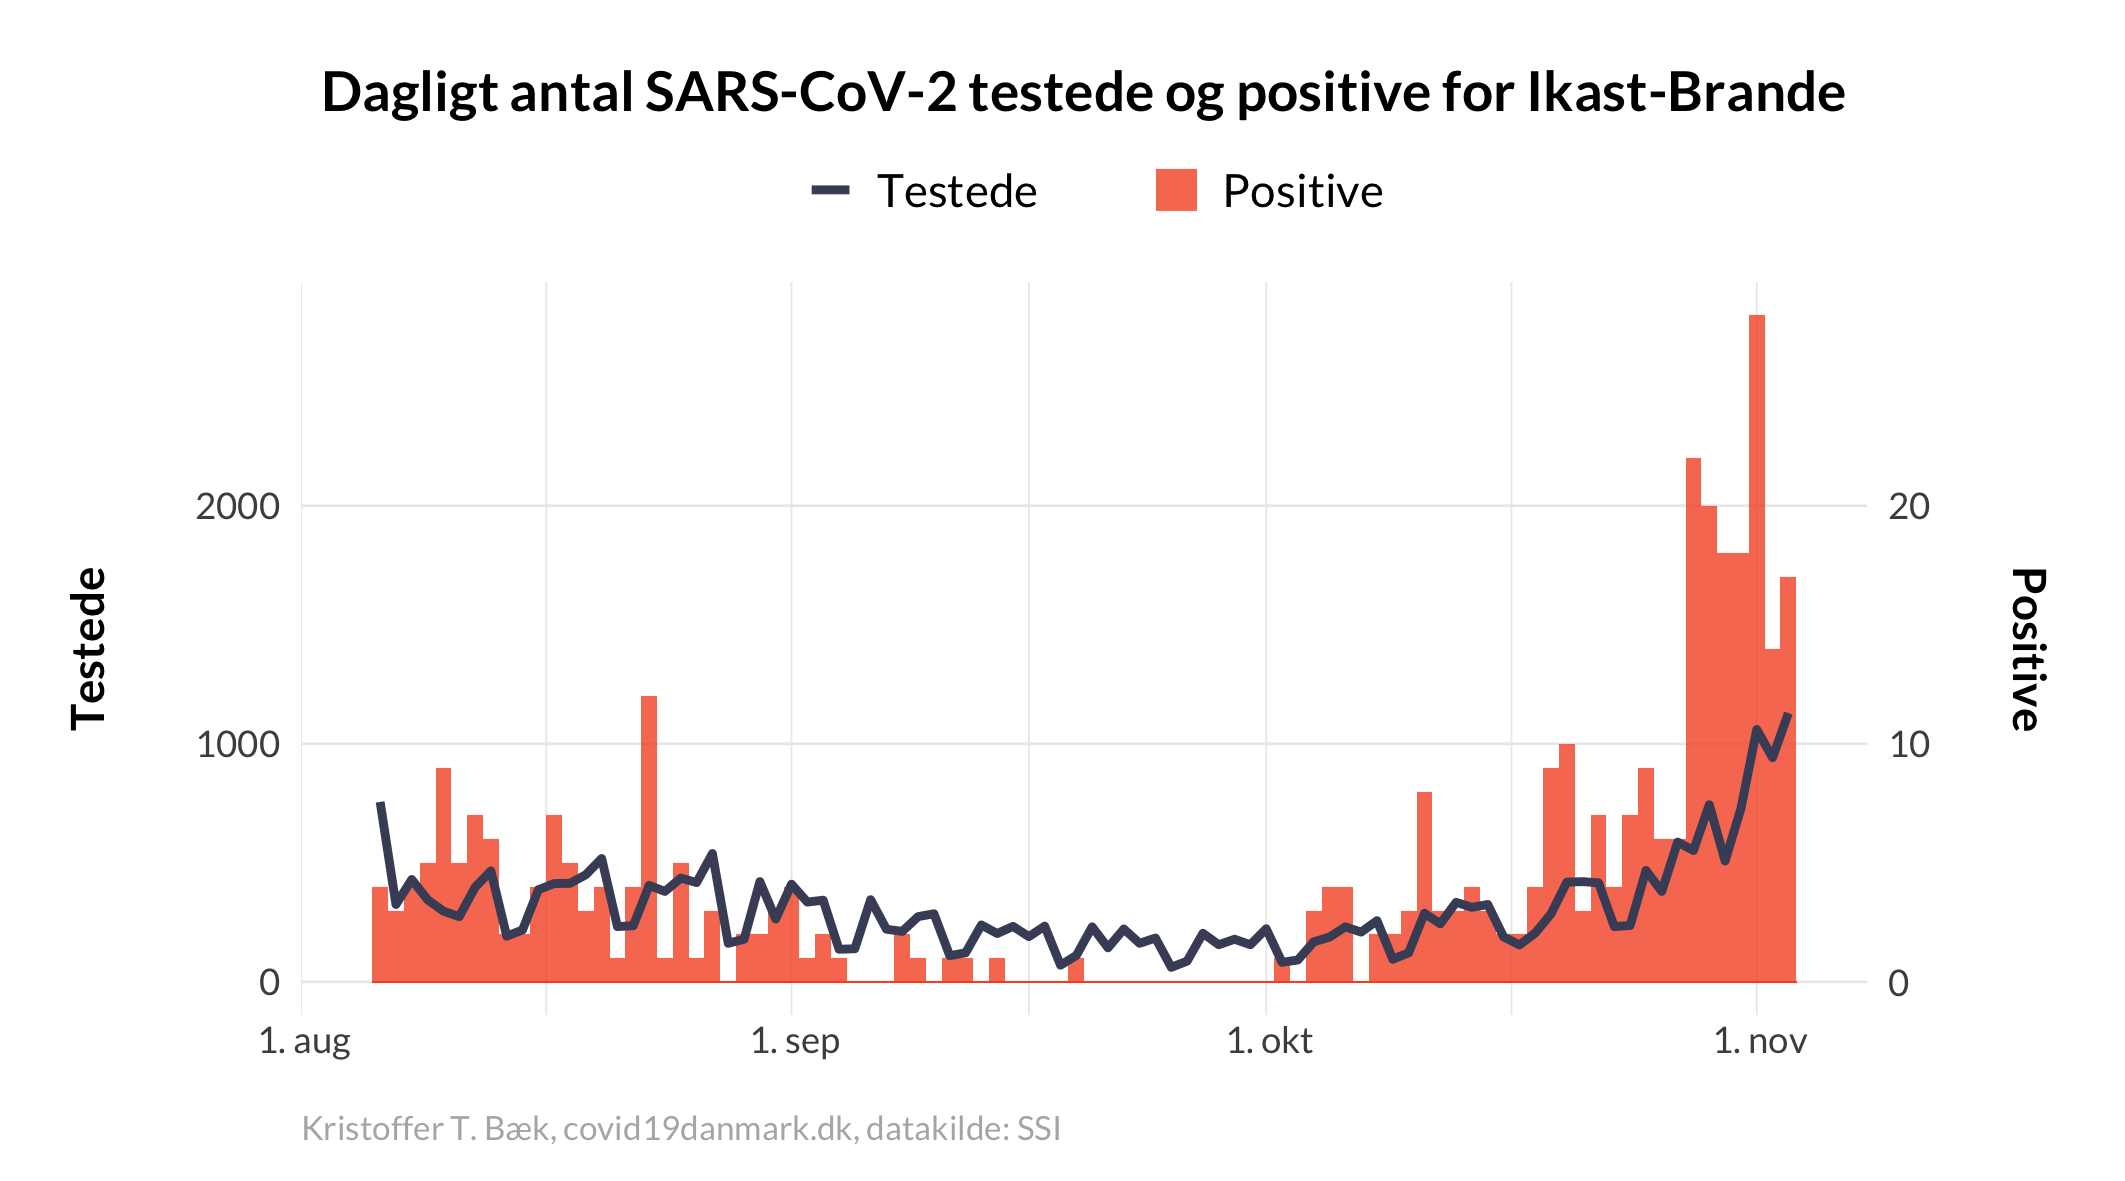 Dagligt antal SARS-CoV-2 testede og positive for Ikast-Brande
Testede Positive
Testede
2000
1000
0
20
10
0
Positive
1. aug 1. sep 1. okt 1. nov
Kristoffer T. Bæk, covid19danmark.dk, datakilde: SSI